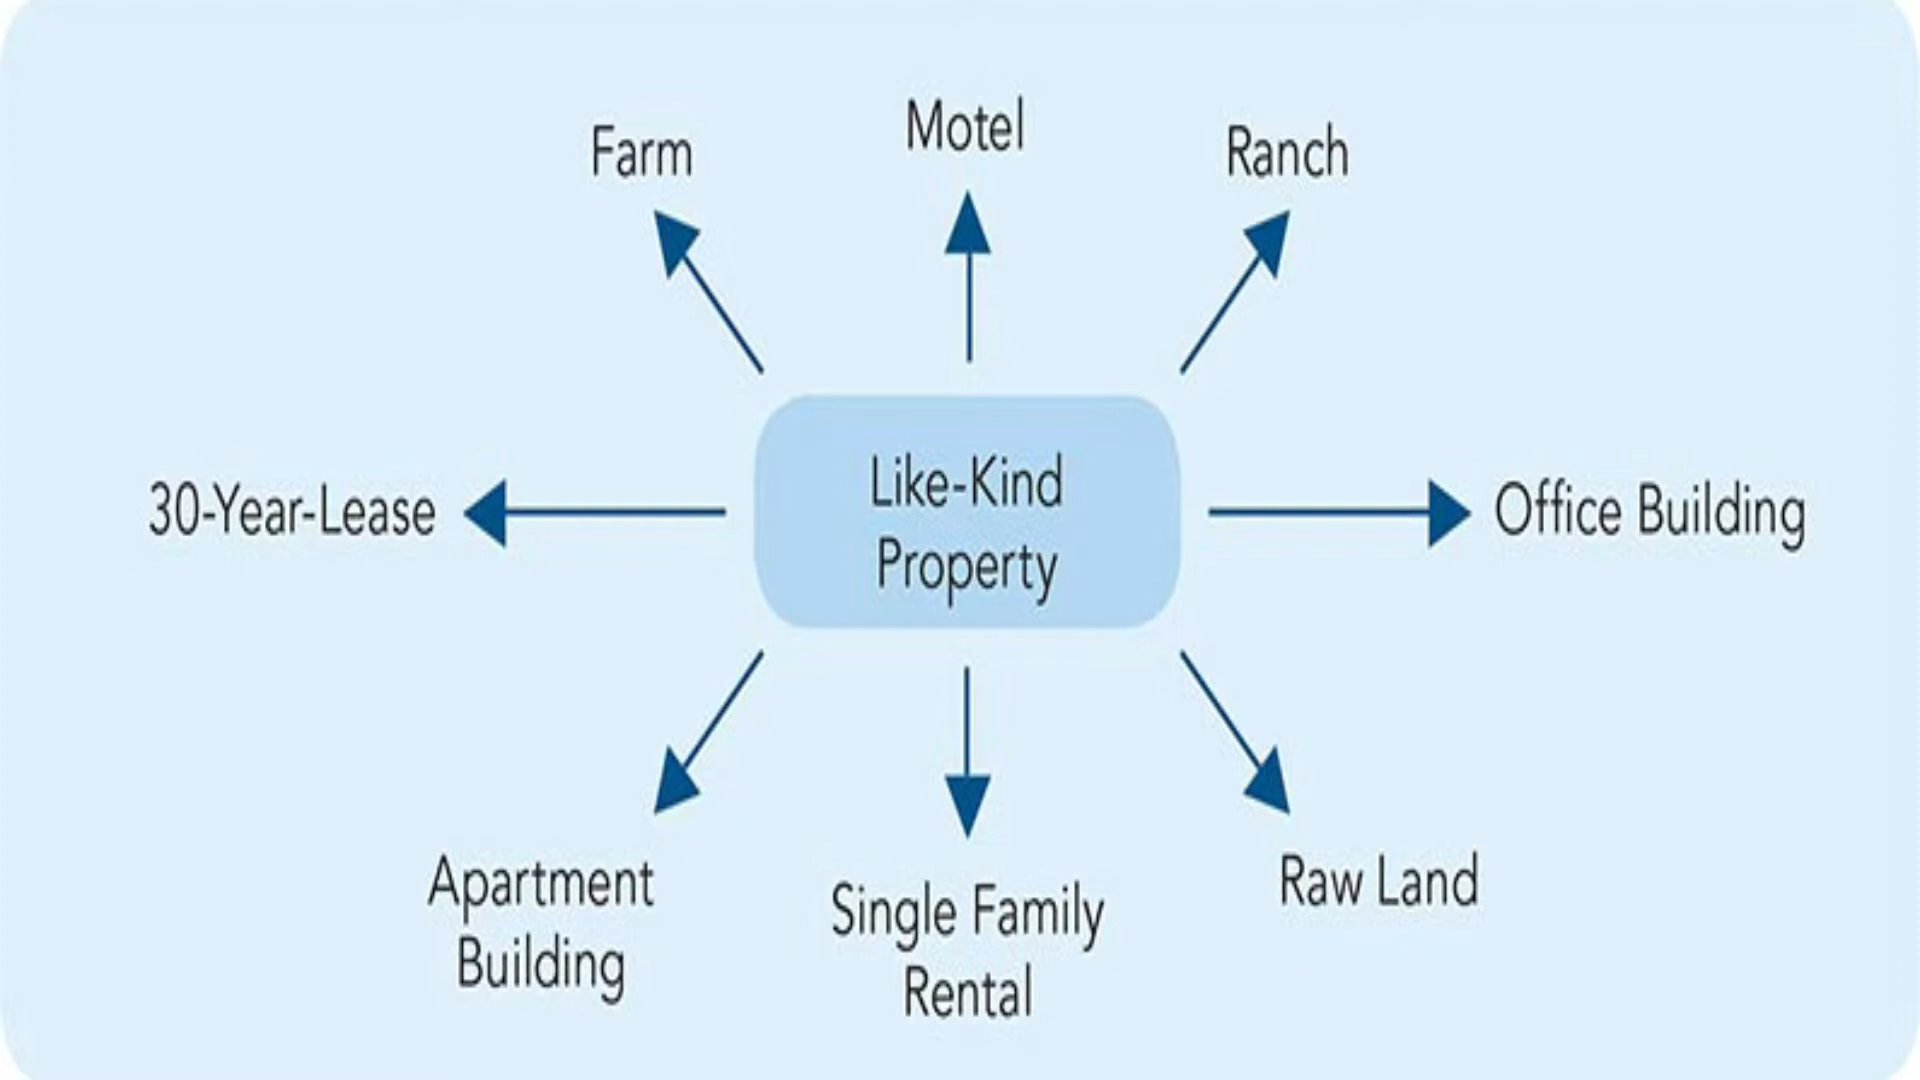 Motel
Farm
Ranch
Like-Kind
Property
30-Year-Lease
Office Building
Apartment
Building
Single Family
Rental
Raw Land